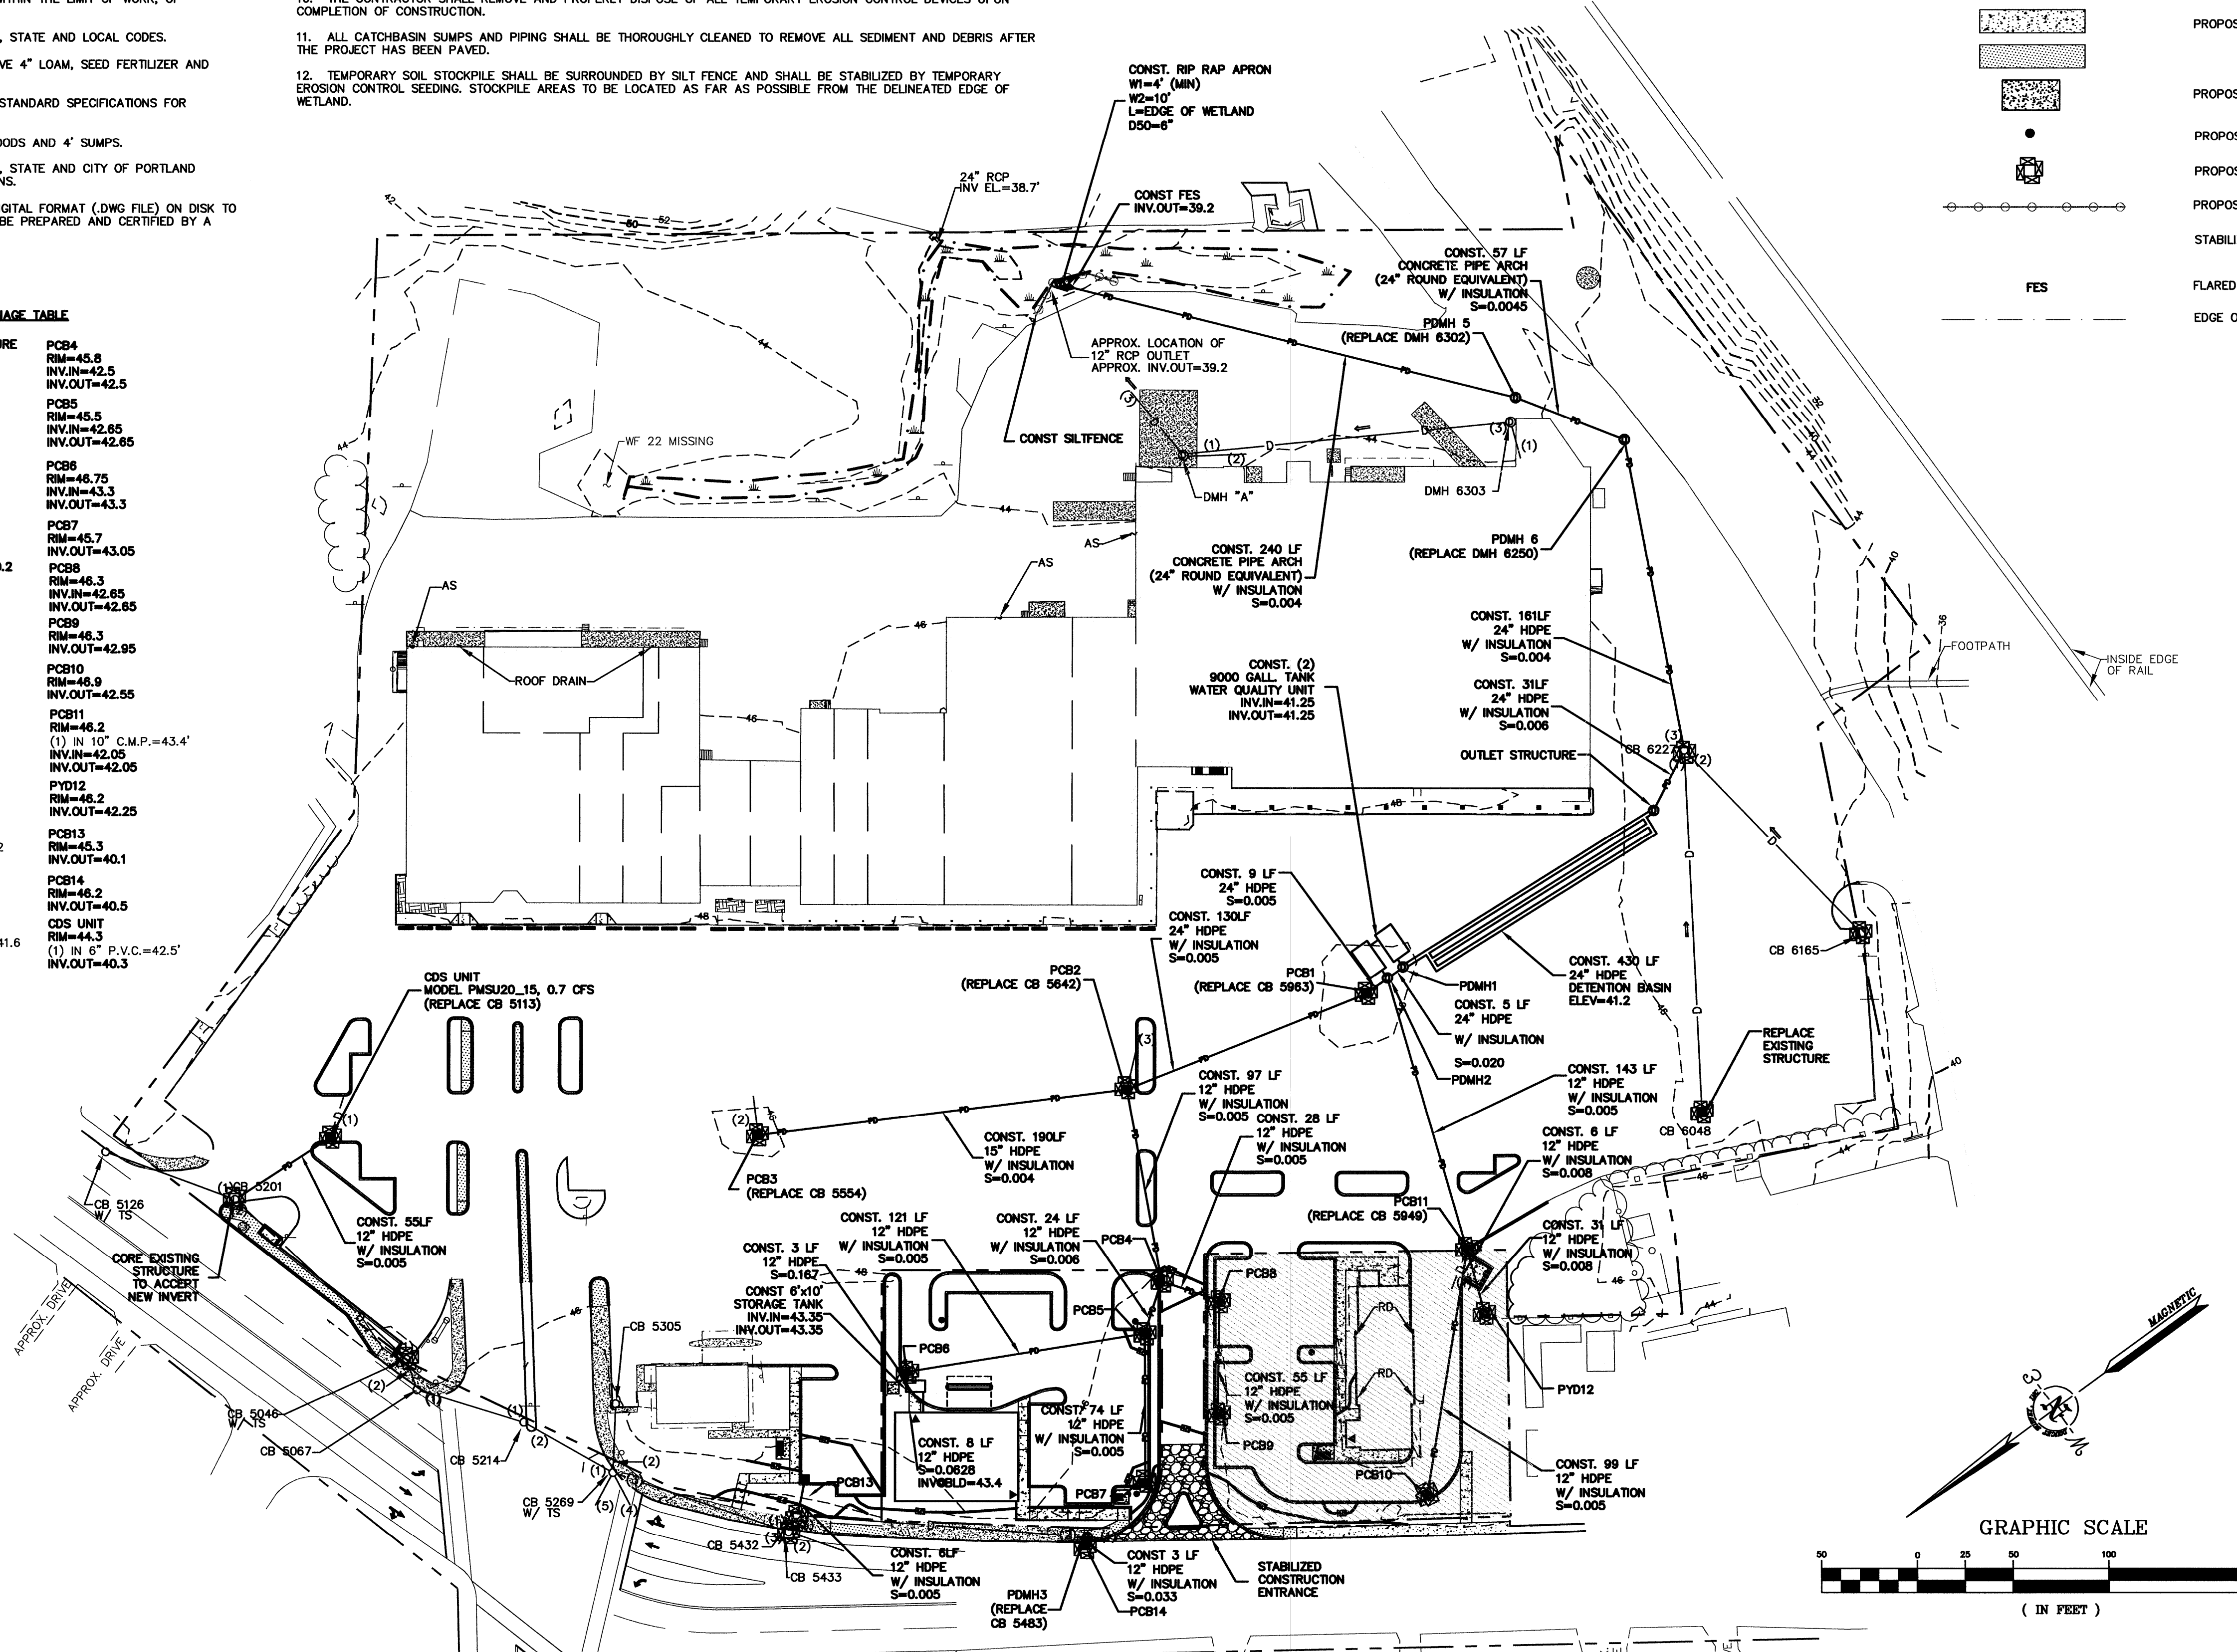 , STATE AND LOCAL CODES.
VE 4" LOAM, SEED FERTILIZER AND
STANDARD SPECIFICATIONS FOR
OODS AND 4' SUMPS.
, STATE AND CITY OF PORTLAND
NS.
IGITAL FORMAT (.DWG FILE) ON DISK TO
BE PREPARED AND CERTIFIED BY A
COMPLETION OF CONSTRUCTION.
11. ALL CATCHBASIN SUMPS AND PIPING SHALL BE THOROUGHLY CLEANED TO REMOVE ALL SEDIMENT AND DEBRIS AFTER
THE PROJECT HAS BEEN PAVED.
12. TEMPORARY SOIL STOCKPILE SHALL BE SURROUNDED BY SILT FENCE AND SHALL BE STABILIZED BY TEMPORARY
EROSION CONTROL SEEDING. STOCKPILE AREAS TO BE LOCATED AS FAR AS POSSIBLE FROM THE DELINEATED EDGE OF
WETLAND.
NAGE TABLE
URE
PCB4
RIM=45.8
INV.IN=42.5
INV.OUT=42.5
PCB5
RIM=45.5
INV.IN=42.65
INV.OUT=42.65
PCB6
RIM=46.75
INV.IN=43.3
INV.OUT=43.3
PCB7
RIM=45.7
INV.OUT=43.05
0.2
PCB8
RIM=46.3
INV.IN=42.65
INV.OUT=42.65
PCB9
RIM=46.3
INV.OUT=42.95
PCB10
RIM=46.9
INV.OUT=42.55
PCB11
RIM=46.2
(1) IN 10" C.M.P.=43.4'
INV.IN=42.05
INV.OUT=42.05
PYD12
RIM=46.2
INV.OUT=42.25
PCB13
RIM=45.3
INV.OUT=40.1
2
PCB14
RIM=46.2
INV.OUT=40.5
CDS UNIT
RIM=44.3
41.6
(1) IN 6" P.V.C.=42.5'
INV.OUT=40.3
CONST. RIP RAP APRON
W1=4' (MIN)
W2=10'
L=EDGE OF WETLAND
D50=6"
24" RCP
INV EL.=38.7'
CONST FES
INV.OUT=39.2
CONST. 57 LF
CONCRETE PIPE ARCH
(24" ROUND EQUIVALENT)
W/ INSULATION
S=0.0045
PDMH 5
(REPLACE DMH 6302)
APPROX. LOCATION OF
12" RCP OUTLET
APPROX. INV.OUT=39.2
CONST SILTFENCE
WF 22 MISSING
DMH "A"
DMH 6303
PDMH 6
(REPLACE DMH 6250)
CONST. 240 LF
CONCRETE PIPE ARCH
(24" ROUND EQUIVALENT)
W/ INSULATION
S=0.004
AS
AS
AS
ROOF DRAIN
CONST. 161LF
24" HDPE
W/ INSULATION
S=0.004
CONST. (2)
9000 GALL. TANK
WATER QUALITY UNIT
INV.IN=41.25
INV.OUT=41.25
CONST. 31LF
24" HDPE
W/ INSULATION
S=0.006
OUTLET STRUCTURE
CB 6227
FOOTPATH
INSIDE EDGE
OF RAIL
CONST. 9 LF
24" HDPE
S=0.005
CONST. 130LF
24" HDPE
W/ INSULATION
S=0.005
PCB2
(REPLACE CB 5642)
PCB1
(REPLACE CB 5963)
PDMH1
CONST. 5 LF
24" HDPE
W/ INSULATION
S=0.020
PDMH2
CONST. 430 LF
24" HDPE
DETENTION BASIN
ELEV=41.2
CB 6165
REPLACE
EXISTING
STRUCTURE
CB 6048
CDS UNIT
MODEL PMSU20_15, 0.7 CFS
(REPLACE CB 5113)
CONST. 97 LF
12" HDPE
W/ INSULATION
S=0.005
CONST. 28 LF
12" HDPE
W/ INSULATION
S=0.005
CONST. 143 LF
12" HDPE
W/ INSULATION
S=0.005
CONST. 6 LF
12" HDPE
W/ INSULATION
S=0.008
CONST. 190LF
15" HDPE
W/ INSULATION
S=0.004
PCB3
(REPLACE CB 5554)
PCB11
(REPLACE CB 5949)
CONST. 31 LF
12" HDPE
W/ INSULATION
S=0.008
CB 5201
CB 5126
W/ TS
CONST. 55LF
12" HDPE
W/ INSULATION
S=0.005
CORE EXISTING
STRUCTURE
TO ACCEPT
NEW INVERT
CONST. 121 LF
12" HDPE
W/ INSULATION
S=0.005
CONST. 24 LF
12" HDPE
W/ INSULATION
S=0.006
CONST. 3 LF
12" HDPE
S=0.167
CONST 6'x10'
STORAGE TANK
INV.IN=43.35
INV.OUT=43.35
PCB4
PCB5
PCB6
PCB8
APPROX. DRIVE
APPROX. DRIVE
CB 5305
CB 5046
W/ TS
CB 5067
CB 5214
CB 5269
W/ TS
RD
RD
CONST. 55 LF
12" HDPE
W/ INSULATION
S=0.005
CONST. 74 LF
12" HDPE
W/ INSULATION
S=0.005
CONST. 8 LF
12" HDPE
S=0.0628
INV@BLD=43.4
PCB9
PCB10
PCB7
PCB13
PYD12
CONST. 99 LF
12" HDPE
W/ INSULATION
S=0.005
CB 5432
CB 5433
CONST. 6LF
12" HDPE
W/ INSULATION
S=0.005
PDMH3
(REPLACE
CB 5483)
CONST 3 LF
12" HDPE
W/ INSULATION
S=0.033
PCB14
STABILIZED
CONSTRUCTION
ENTRANCE
PROPOS
PROPOS
PROPOS
PROPOS
PROPOS
STABILI
FES
FLARED
EDGE O
MAGNETIC
GRAPHIC SCALE
50 0 25 50 100
( IN FEET )